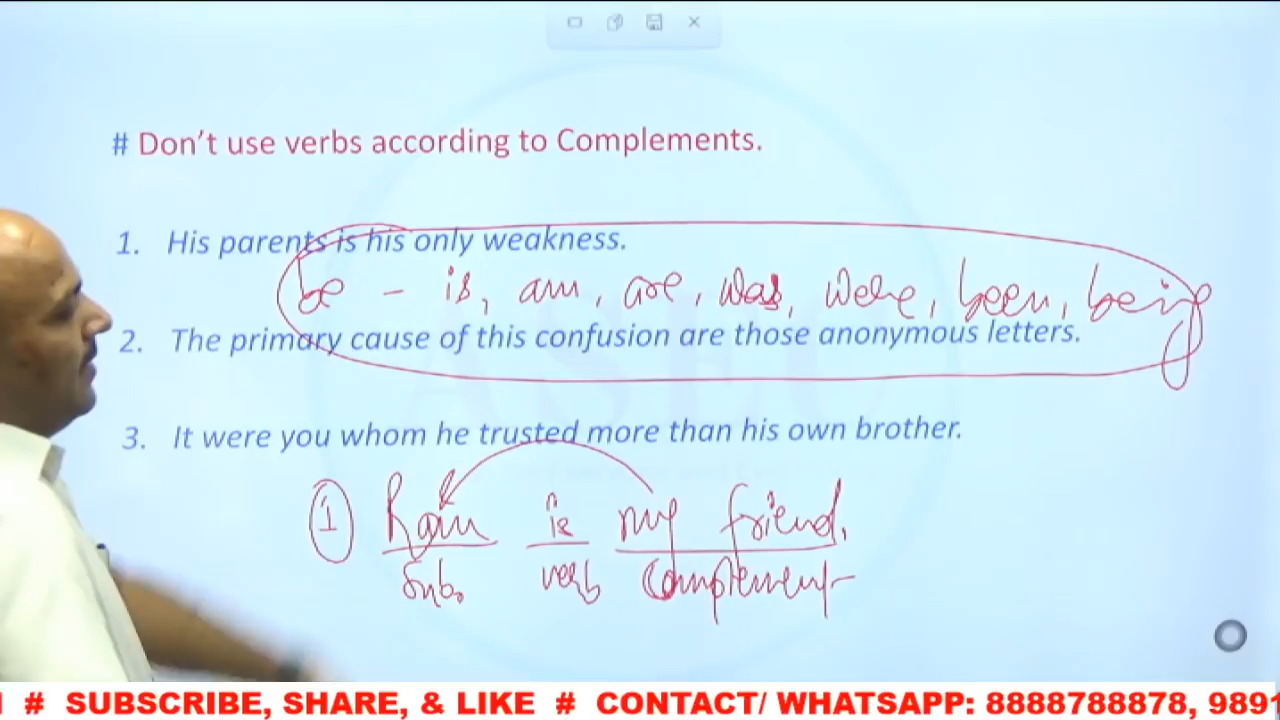 # Don't use verbs according to Complements.
1. His parents is his only weakness.
be – is, am, are, was, were, been, being
2. The primary cause of this confusion are those anonymous letters.
3. It were you whom he trusted more than his own brother.
1 Ram is my friend.
Sub. verb Complement
# SUBSCRIBE, SHARE, & LIKE # CONTACT/ WHATSAPP: 8888788878, 9891